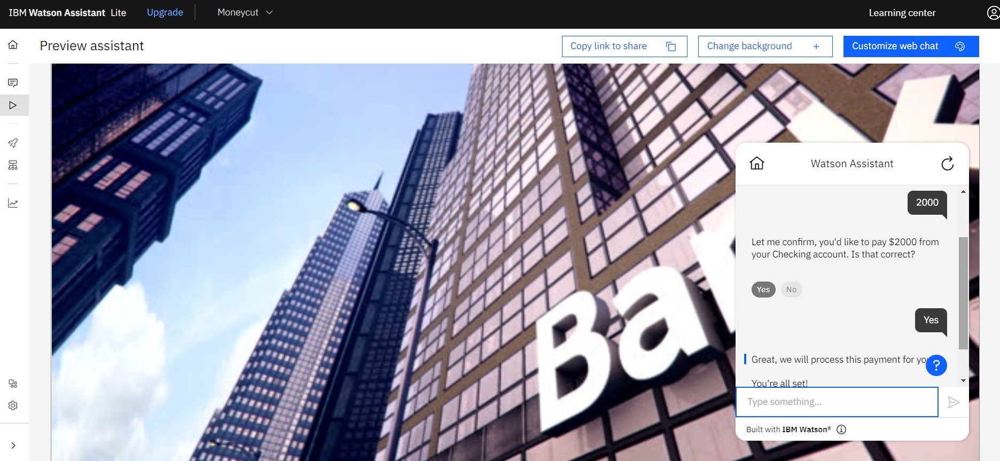 IBM Watson Assistant Lite
Upgrade
Moneycut
Learning center
Preview assistant
Copy link to share
Change background +
Customize web chat
Watson Assistant
2000
Let me confirm, you'd like to pay $2000 from
your Checking account. Is that correct?
Yes
No
Yes
Great, we will process this payment for
You're all set!
?
Type something...
Built with IBM Watson®
Ba